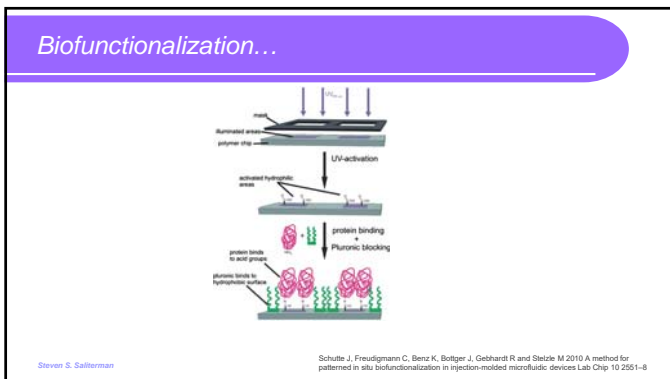 Biofunctionalization…
mask
illuminated areas
polymer chip
UV-activation
activated hydrophilic
areas
protein binding
+
Pluronic blocking
+
protein binds
to acid groups
pluronic binds to
hydrophobic surface
Steven S. Saliterman
Schutte J, Freudigmann C, Benz K, Bottger J, Gebhardt R and Stelzle M 2010 A method for
patterned in situ biofunctionalization in injection-molded microfluidic devices Lab Chip 10 2551–8